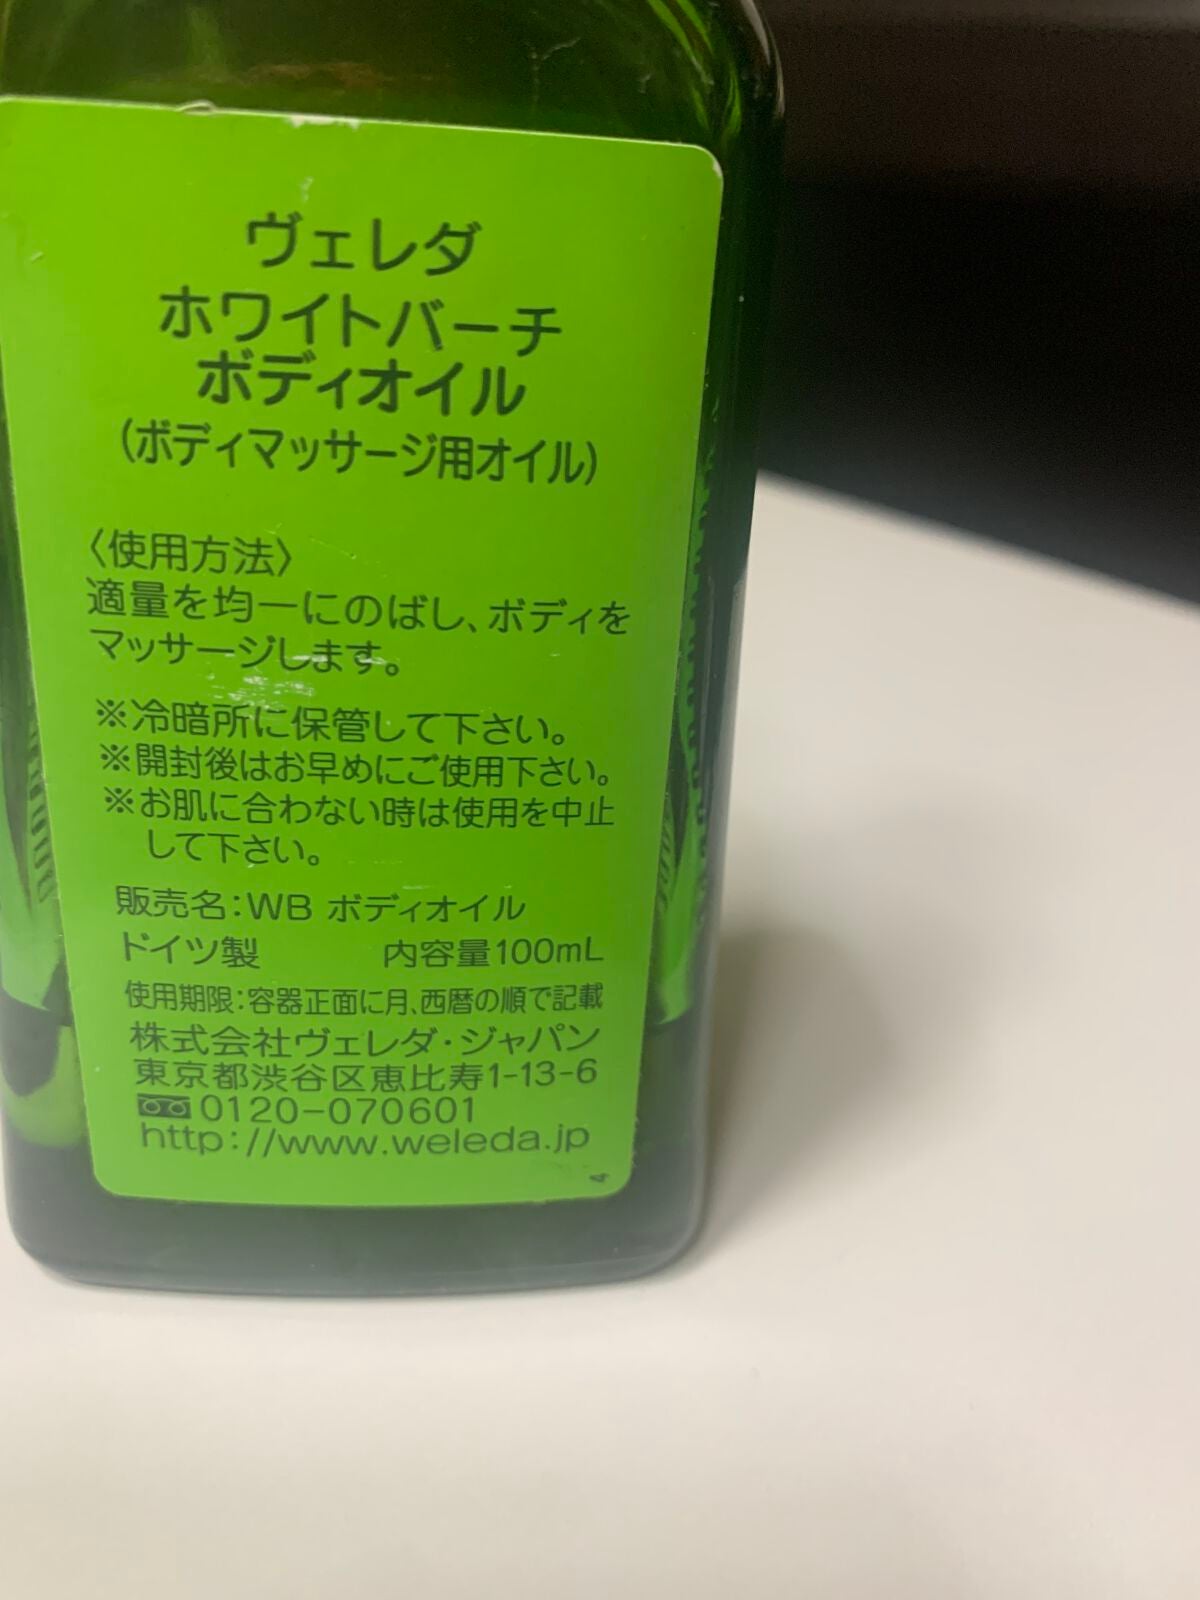 ヴェレダ
ホワイトバーチ
ボディオイル
（ボディマッサージ用オイル）
〈使用方法〉
適量を均一にのばし、ボディを
マッサージします。
※冷暗所に保管して下さい。
※開封後はお早めにご使用下さい。
※お肌に合わない時は使用を中止
して下さい。
販売名：WB ボディオイル
ドイツ製 内容量100mL
使用期限：容器正面に月、西暦の順で記載
株式会社ヴェレダ・ジャパン
東京都渋谷区恵比寿1-13-6
0120-070601
http://www.weleda.jp
4